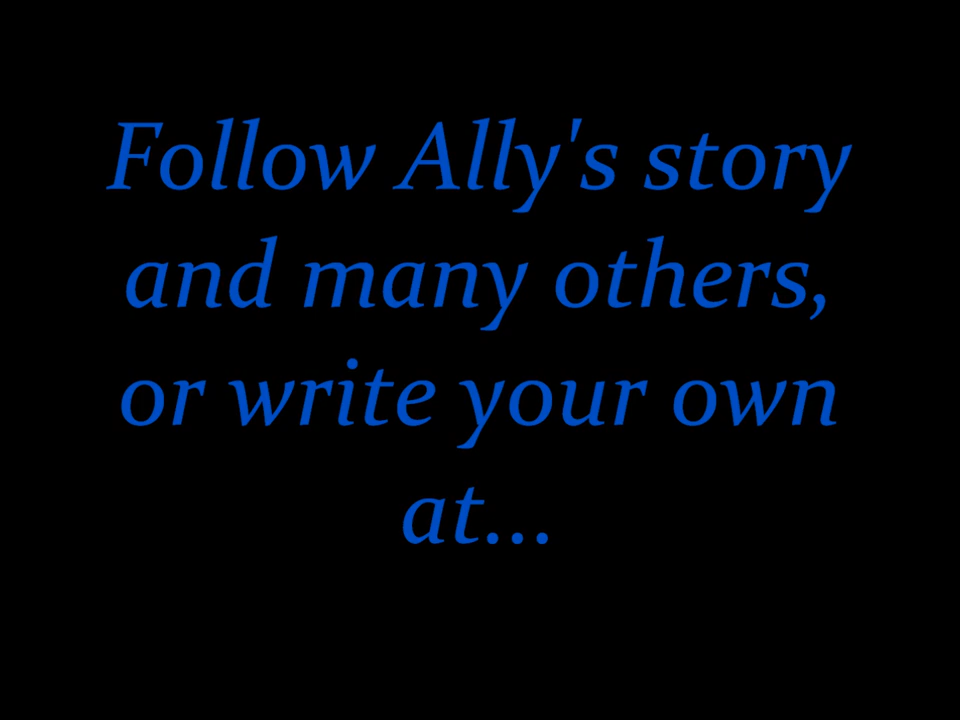 Follow Ally's story
and many others,
or write your own
at...